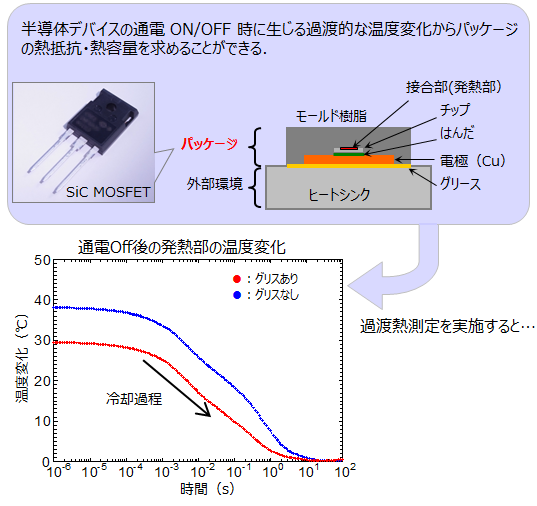 半導体デバイスの通電 ON/OFF 時に生じる過渡的な温度変化からパッケージ
の熱抵抗・熱容量を求めることができる.
接合部(発熱部)
チップ
モールド樹脂
はんだ
パッケージ
電極（Cu）
グリース
外部環境
ヒートシンク
SiC MOSFET
通電Off後の発熱部の温度変化
：グリスあり
：グリスなし
過渡熱測定を実施すると…
冷却過程
温度変化（℃）
50
40
30
20
10
0
10-6 10-5 10-4 10-3 10-2 10-1 100 101 102
時間（s）